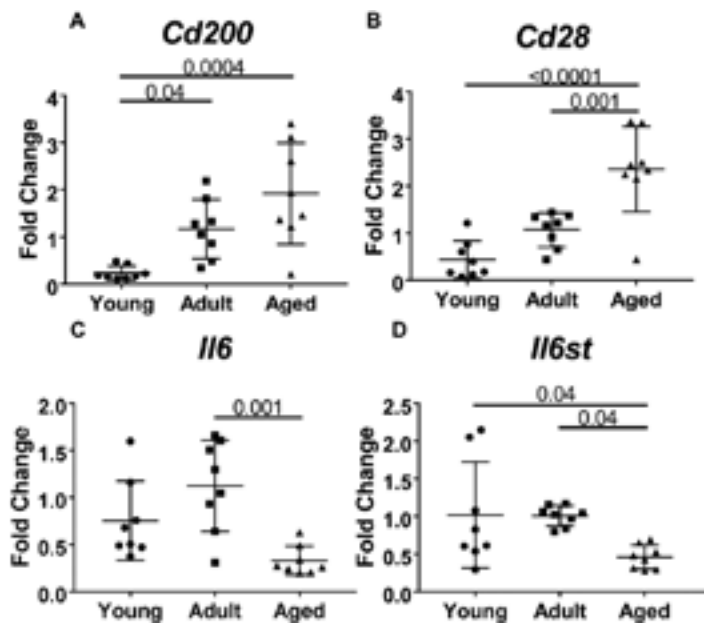 A
Cd200
0.0004
0.04
4
3
2
1
0
Fold Change
Young Adult Aged
B
Cd28
<0.0001
0.001
4
3
2
1
0
Fold Change
Young Adult Aged
C
Il6
0.001
2.0
1.5
1.0
0.5
0.0
Fold Change
Young Adult Aged
D
Il6st
0.04
0.04
2.5
2.0
1.5
1.0
0.5
0.0
Fold Change
Young Adult Aged